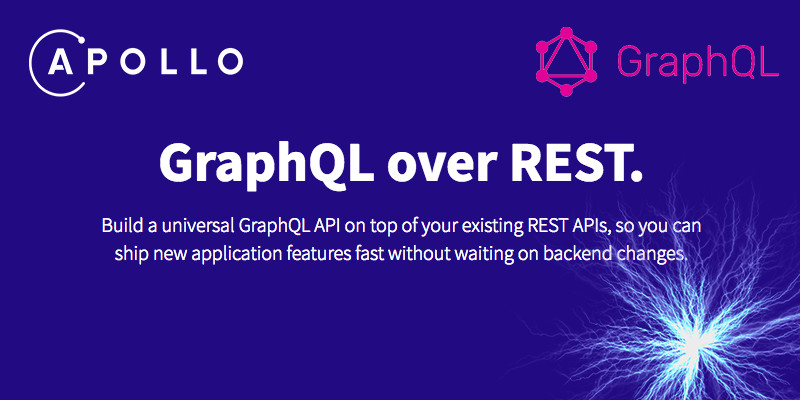 APOLLO
GraphQL
GraphQL over REST.
Build a universal GraphQL API on top of your existing REST APIs, so you can
ship new application features fast without waiting on backend changes.